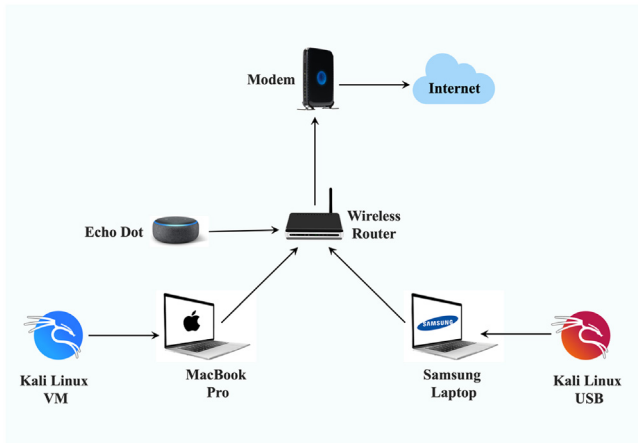 Modem
Internet
Echo Dot
Wireless
Router
SAMSUNG
Kali Linux
VM
MacBook
Pro
Samsung
Laptop
Kali Linux
USB